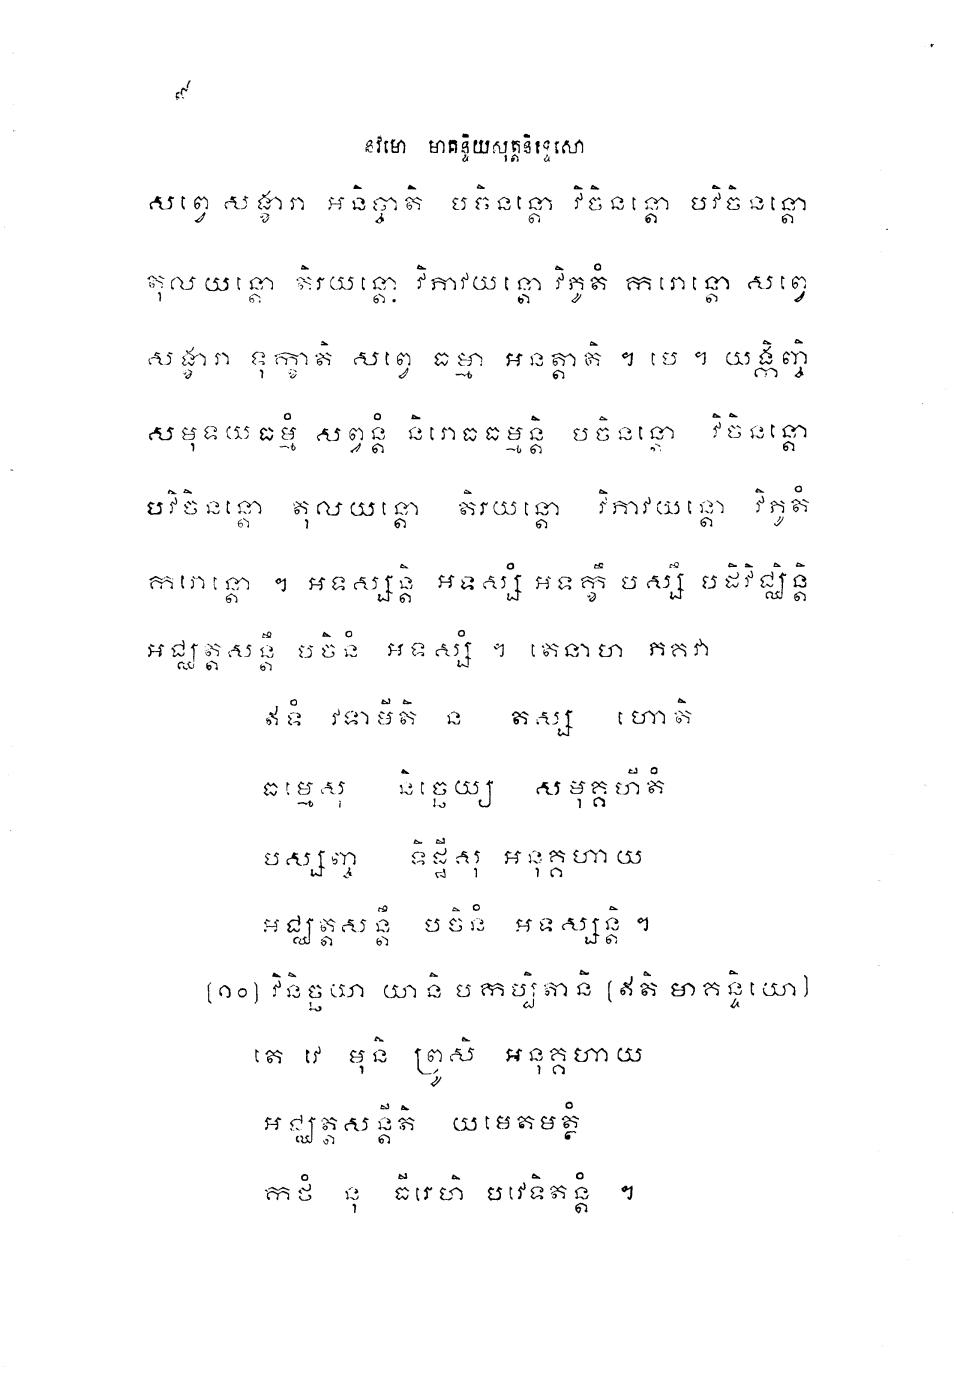 ៩
នវមោ មាគន្ទិយសុត្តនិទ្ទេសោ
សព្វេ សង្ខារា អនិច្ចាតិ បចិនន្តោ វិចិនន្តោ បវិចិនន្តោ
តុលយន្តោ តិរយន្តោ វិភាវយន្តោ វិភូតំ ករោន្តោ សព្វេ
សង្ខារា ទុក្ខាតិ សព្វេ ធម្មា អនត្តាតិ ។ បេ ។ យង្កិញ្ចិ
សមុទយធម្មំ សព្វន្តំ និរោធធម្មន្តិ បចិនន្តោ វិចិនន្តោ
បវិចិនន្តោ តុលយន្តោ តិរយន្តោ វិភាវយន្តោ វិភូតំ
ករោន្តោ ។ អទស្សន្តិ អទស្សំ អទក្ខឹ បស្សឹ បដិវិជ្ឈិន្តិ
អជ្ឈត្តសន្តឹ បចិនំ អទស្សំ ។ តេនាហ ភគវា
ឥទំ វទាមីតិ ន តស្ស ហោតិ
ធម្មេសុ និច្ឆេយ្យ សមុគ្គហីតំ
បស្សញ្ច ទិដ្ឋីសុ អនុគ្គហាយ
អជ្ឈត្តសន្តឹ បចិនំ អទស្សន្តិ ។
(១០) វិនិច្ឆយា យានិ បកប្បិតានិ (ឥតិ មាគន្ទិយោ)
តេ វេ មុនិ ព្រូសិ អនុគ្គហាយ
អជ្ឈត្តសន្តីតិ យមេតមត្ថំ
កថំ នុ ធីរេហិ បវេទិតន្តំ ។